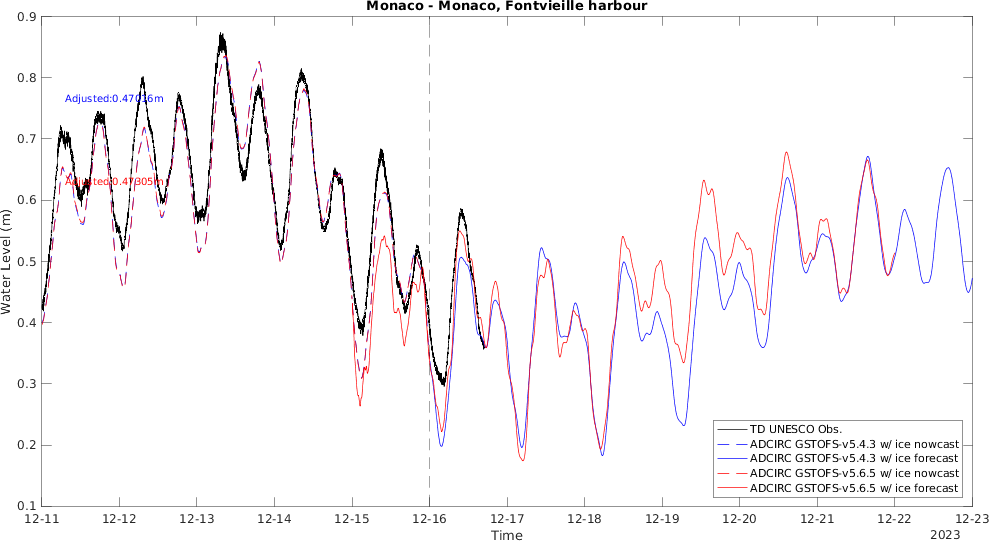 Monaco - Monaco, Fontvieille harbour
Water Level (m)
0.9
0.8
0.7
0.6
0.5
0.4
0.3
0.2
0.1
Adjusted:0.47016m
Adjusted:0.47305m
TD UNESCO Obs.
ADCIRC GSTOFS-v5.4.3 w/ ice nowcast
ADCIRC GSTOFS-v5.4.3 w/ ice forecast
ADCIRC GSTOFS-v5.6.5 w/ ice nowcast
ADCIRC GSTOFS-v5.6.5 w/ ice forecast
12-11 12-12 12-13 12-14 12-15 12-16 12-17 12-18 12-19 12-20 12-21 12-22 12-23
Time
2023